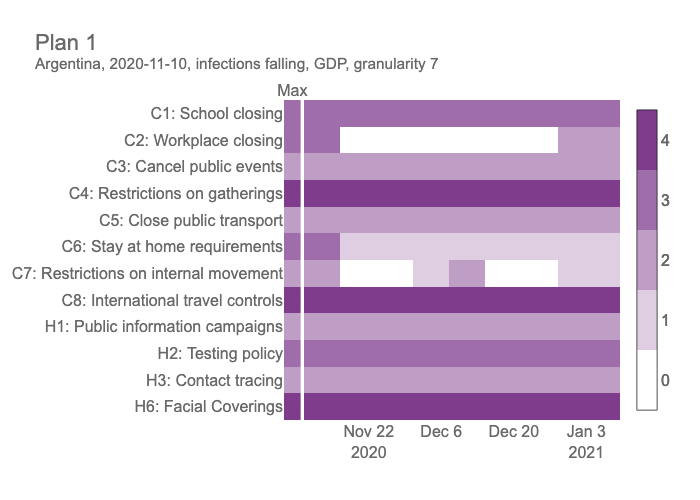 Plan 1
Argentina, 2020-11-10, infections falling, GDP, granularity 7
Max
C1: School closing
C2: Workplace closing
C3: Cancel public events
C4: Restrictions on gatherings
C5: Close public transport
C6: Stay at home requirements
C7: Restrictions on internal movement
C8: International travel controls
H1: Public information campaigns
H2: Testing policy
H3: Contact tracing
H6: Facial Coverings
4
3
2
1
0
Nov 22 Dec 6 Dec 20 Jan 3
2020 2021